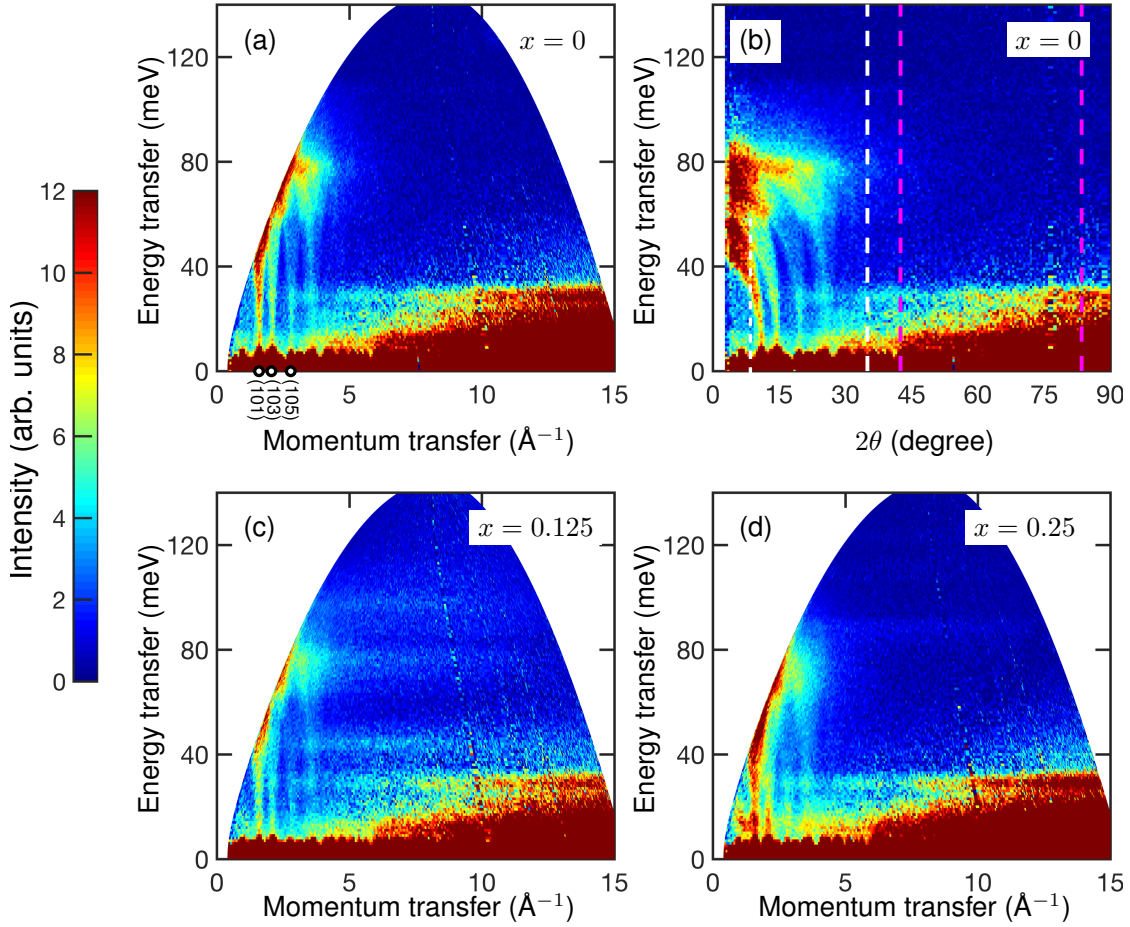 (a)
x = 0
Energy transfer (meV)
140
120
80
40
0
(101)
(103)
(105)
0
5
10
15
Momentum transfer (Å⁻¹)
(b)
x = 0
Energy transfer (meV)
120
80
40
0
0
15
30
45
60
75
90
2θ (degree)
Intensity (arb. units)
12
10
8
6
4
2
0
(c)
x = 0.125
Energy transfer (meV)
120
80
40
0
0
5
10
15
Momentum transfer (Å⁻¹)
(d)
x = 0.25
Energy transfer (meV)
120
80
40
0
0
5
10
15
Momentum transfer (Å⁻¹)